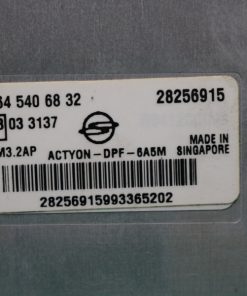 64 540 68 32 28256915
03 3137
M3.2AP ACTYON-DPF-6A5M MADE IN
SINGAPORE
28256915993365202